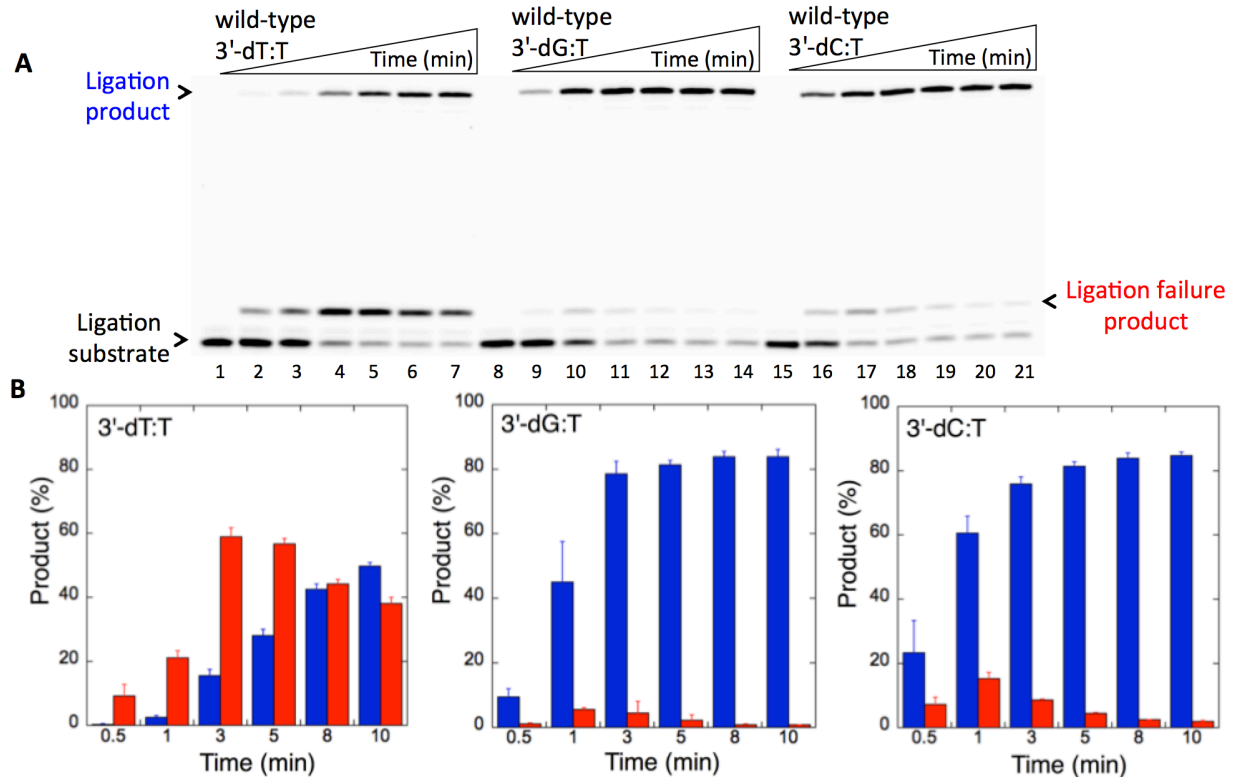 wild-type
3'-dT:T
Time (min)
wild-type
3'-dG:T
Time (min)
wild-type
3'-dC:T
Time (min)
A
Ligation
product
Ligation failure
product
Ligation
substrate
1 2 3 4 5 6 7 8 9 10 11 12 13 14 15 16 17 18 19 20 21
B
3'-dT:T
Product (%)
100
80
60
40
20
0
0.5 1 3 5 8 10
Time (min)
3'-dG:T
Product (%)
100
80
60
40
20
0
0.5 1 3 5 8 10
Time (min)
3'-dC:T
Product (%)
100
80
60
40
20
0
0.5 1 3 5 8 10
Time (min)